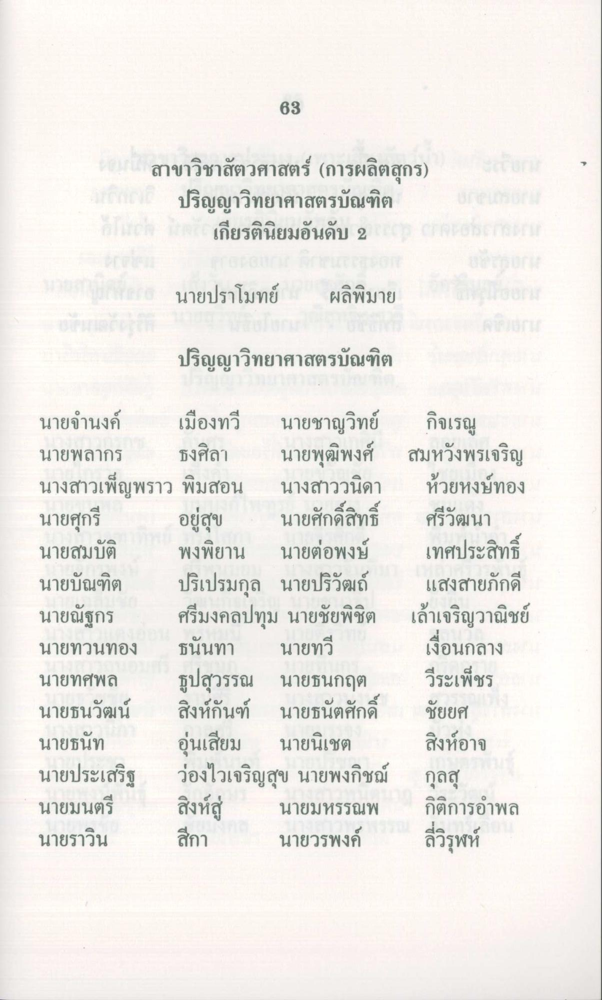 63
สาขาวิชาสัตวศาสตร์ (การผลิตสุกร)
ปริญญาวิทยาศาสตรบัณฑิต
เกียรตินิยมอันดับ 2
นายปราโมทย์ ผลิพิมาย
ปริญญาวิทยาศาสตรบัณฑิต
นายจำนงค์ เมืองทวี นายชาญวิทย์ กิจเรณู
นายพลากร ธงศิลา นายพุฒิพงศ์ สมหวังพรเจริญ
นางสาวเพ็ญพราว พิมสอน นางสาววนิดา ห้วยหงษ์ทอง
นายศุกรี อยู่สุข นายศักดิ์สิทธิ์ ศรีวัฒนา
นายสมบัติ พงพิยาน นายต่อพงษ์ เทศประสิทธิ์
นายบัณฑิต ปริเปรมกุล นายปริวัฒถ์ แสงสายภักดี
นายณัฐกร ศรีมงคลปทุม นายชัยพิชิต เล้าเจริญวาณิชย์
นายทวนทอง ธนันทา นายทวี เงื่อนกลาง
นายทศพล ธูปสุวรรณ นายธนกฤต วีระเพ็ชร
นายธนวัฒน์ สิงห์กันฑ์ นายธนัตศักดิ์ ชัยยศ
นายธนัท อุ่นเสียม นายนิเชต สิงห์อาจ
นายประเสริฐ ว่องไวเจริญสุข นายพงกิชฌ์ กุลสุ
นายมนตรี สิงห์สู่ นายมหรรณพ กิติการอำพล
นายราวิน สีกา นายวรพงค์ ลี่วิรุฬห์